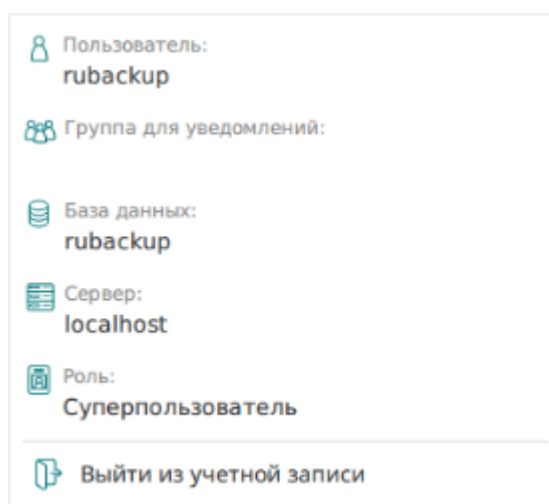 Пользователь:
rubackup
Группа для уведомлений:
База данных:
rubackup
Сервер:
localhost
Роль:
Суперпользователь
Выйти из учетной записи